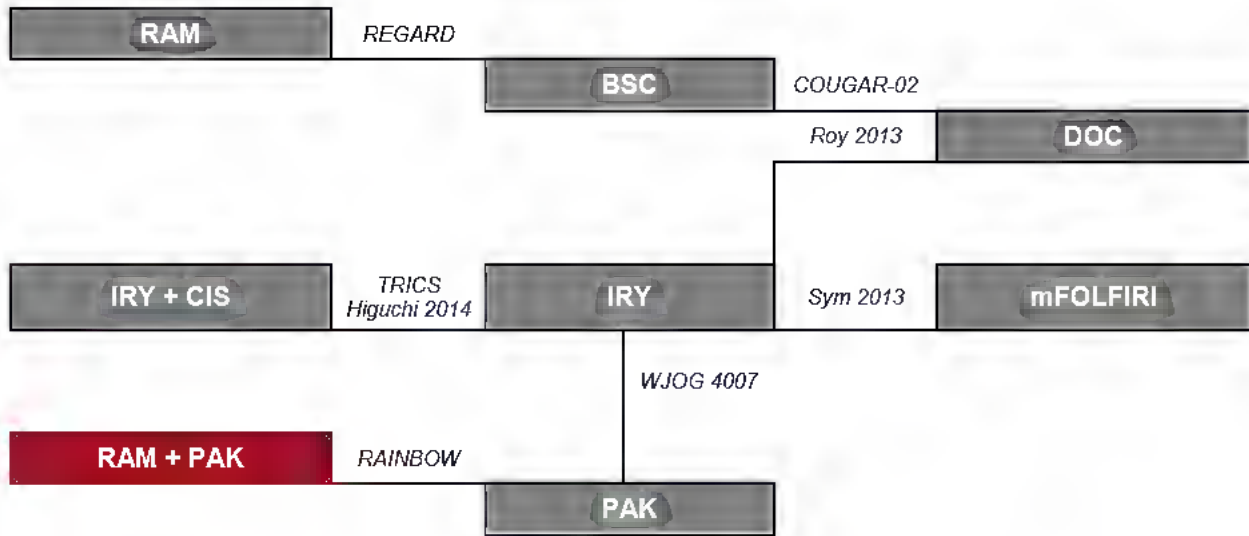 RAM
REGARD
BSC
COUGAR-02
Roy 2013
DOC
IRY + CIS
TRICS
Higuchi 2014
IRY
Sym 2013
mFOLFIRI
WJOG 4007
RAM + PAK
RAINBOW
PAK